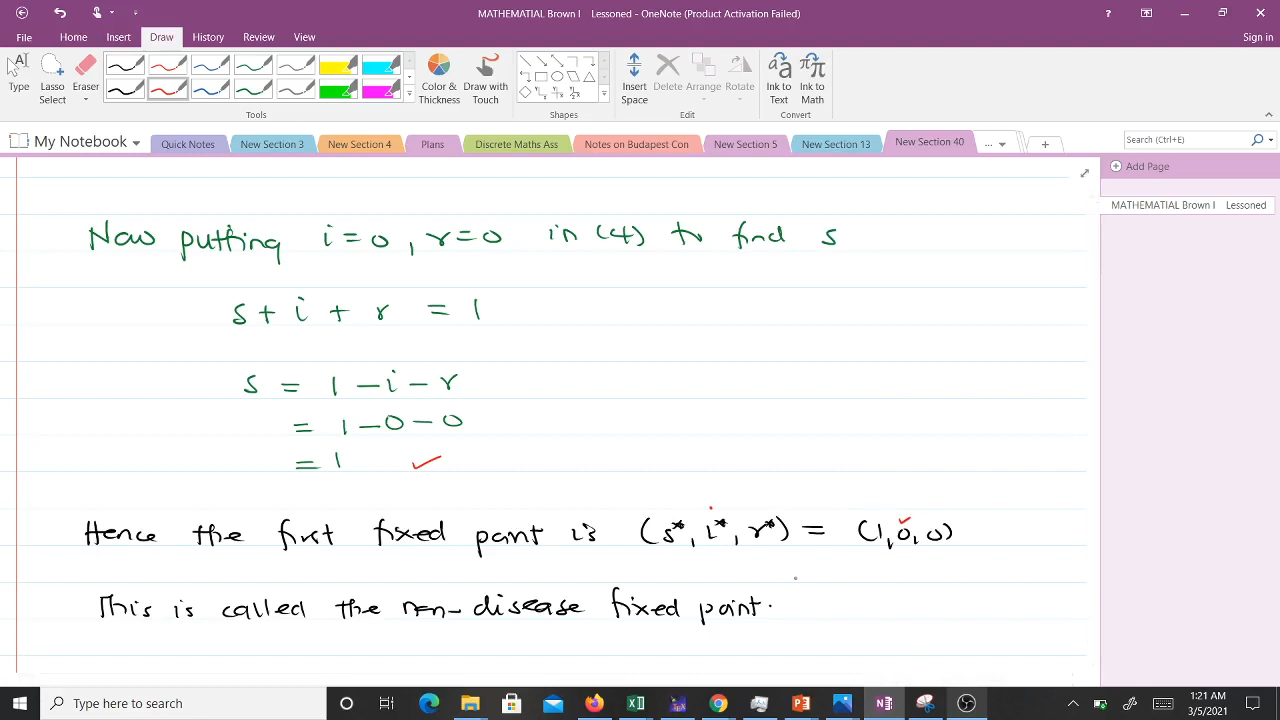 MATHEMATIAL Brown I    Lessoned - OneNote (Product Activation Failed)
File Home Insert Draw History Review View Sign in
Type Lasso Select Eraser Color & Thickness Draw with Touch Insert Space Delete Arrange Rotate Ink to Text Ink to Math
Tools Shapes Edit Convert
My Notebook Quick Notes New Section 3 New Section 4 Plans Discrete Maths Ass Notes on Budapest Con New Section 5 New Section 13 New Section 40 ... Search (Ctrl+E)
Add Page
MATHEMATIAL Brown I    Lessoned
Now putting i=0, r=0 in (4) to find s
s + i + r = 1
s = 1 - i - r
= 1 - 0 - 0
= 1 ✓
Hence the first fixed point is (s*, i*, r*) = (1, 0, 0)
This is called the non-disease fixed point.
Type here to search
1:21 AM
3/5/2021